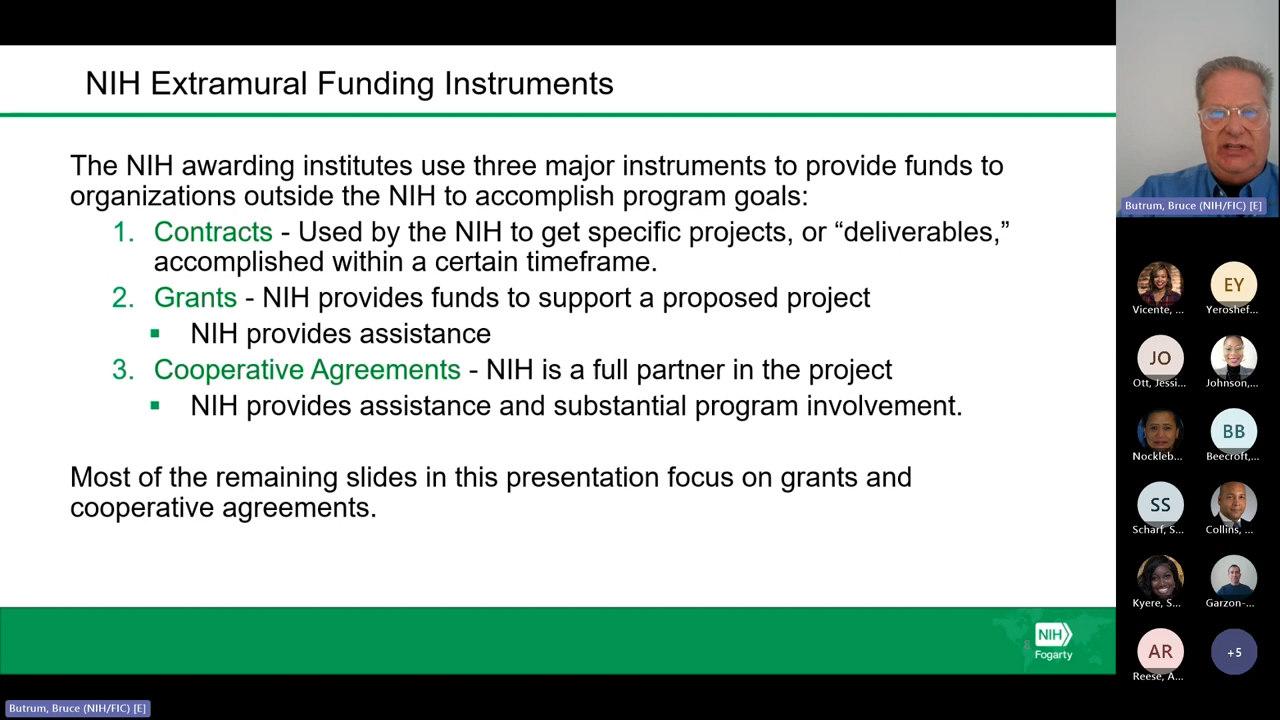 NIH Extramural Funding Instruments
The NIH awarding institutes use three major instruments to provide funds to
organizations outside the NIH to accomplish program goals:
1. Contracts - Used by the NIH to get specific projects, or “deliverables,”
accomplished within a certain timeframe.
2. Grants - NIH provides funds to support a proposed project
▪ NIH provides assistance
3. Cooperative Agreements - NIH is a full partner in the project
▪ NIH provides assistance and substantial program involvement.
Most of the remaining slides in this presentation focus on grants and
cooperative agreements.
NIH
Fogarty
Butrum, Bruce (NIH/FIC) [E]
Butrum, Bruce (NIH/FIC) [E]
Vicente, ...
EY
Yeroshef...
JO
Ott, Jessi...
Johnson,...
Nockleb...
BB
Beecroft,...
SS
Scharf, S...
Collins, ...
Kyere, S...
Garzon-...
AR
Reese, A...
+5